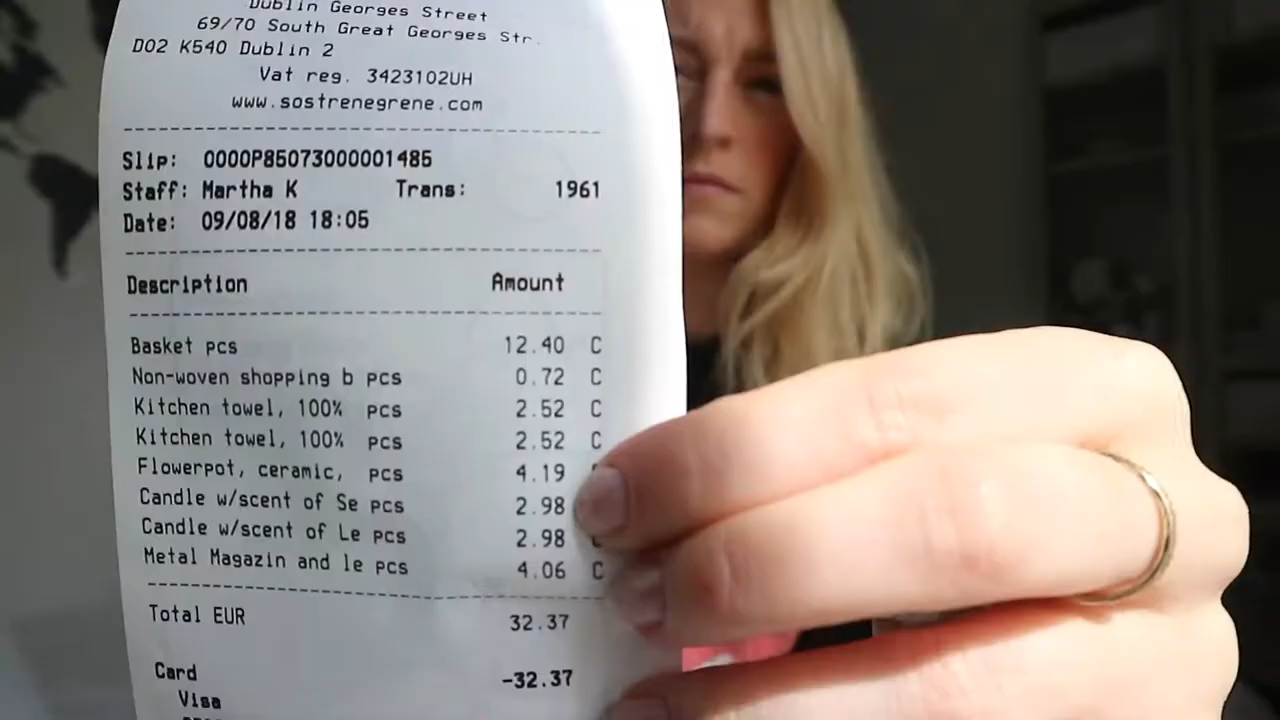 Dublin Georges Street
69/70 South Great Georges Str.
D02 K540 Dublin 2
Vat reg. 3423102UH
www.sostrenegrene.com
Slip: 0000P85073000001485
Staff: Martha K Trans: 1961
Date: 09/08/18 18:05
Description Amount
Basket pcs 12.40 C
Non-woven shopping b pcs 0.72 C
Kitchen towel, 100% pcs 2.52 C
Kitchen towel, 100% pcs 2.52 C
Flowerpot, ceramic, pcs 4.19
Candle w/scent of Se pcs 2.98
Candle w/scent of Le pcs 2.98
Metal Magazin and le pcs 4.06 C
Total EUR 32.37
Card -32.37
Visa